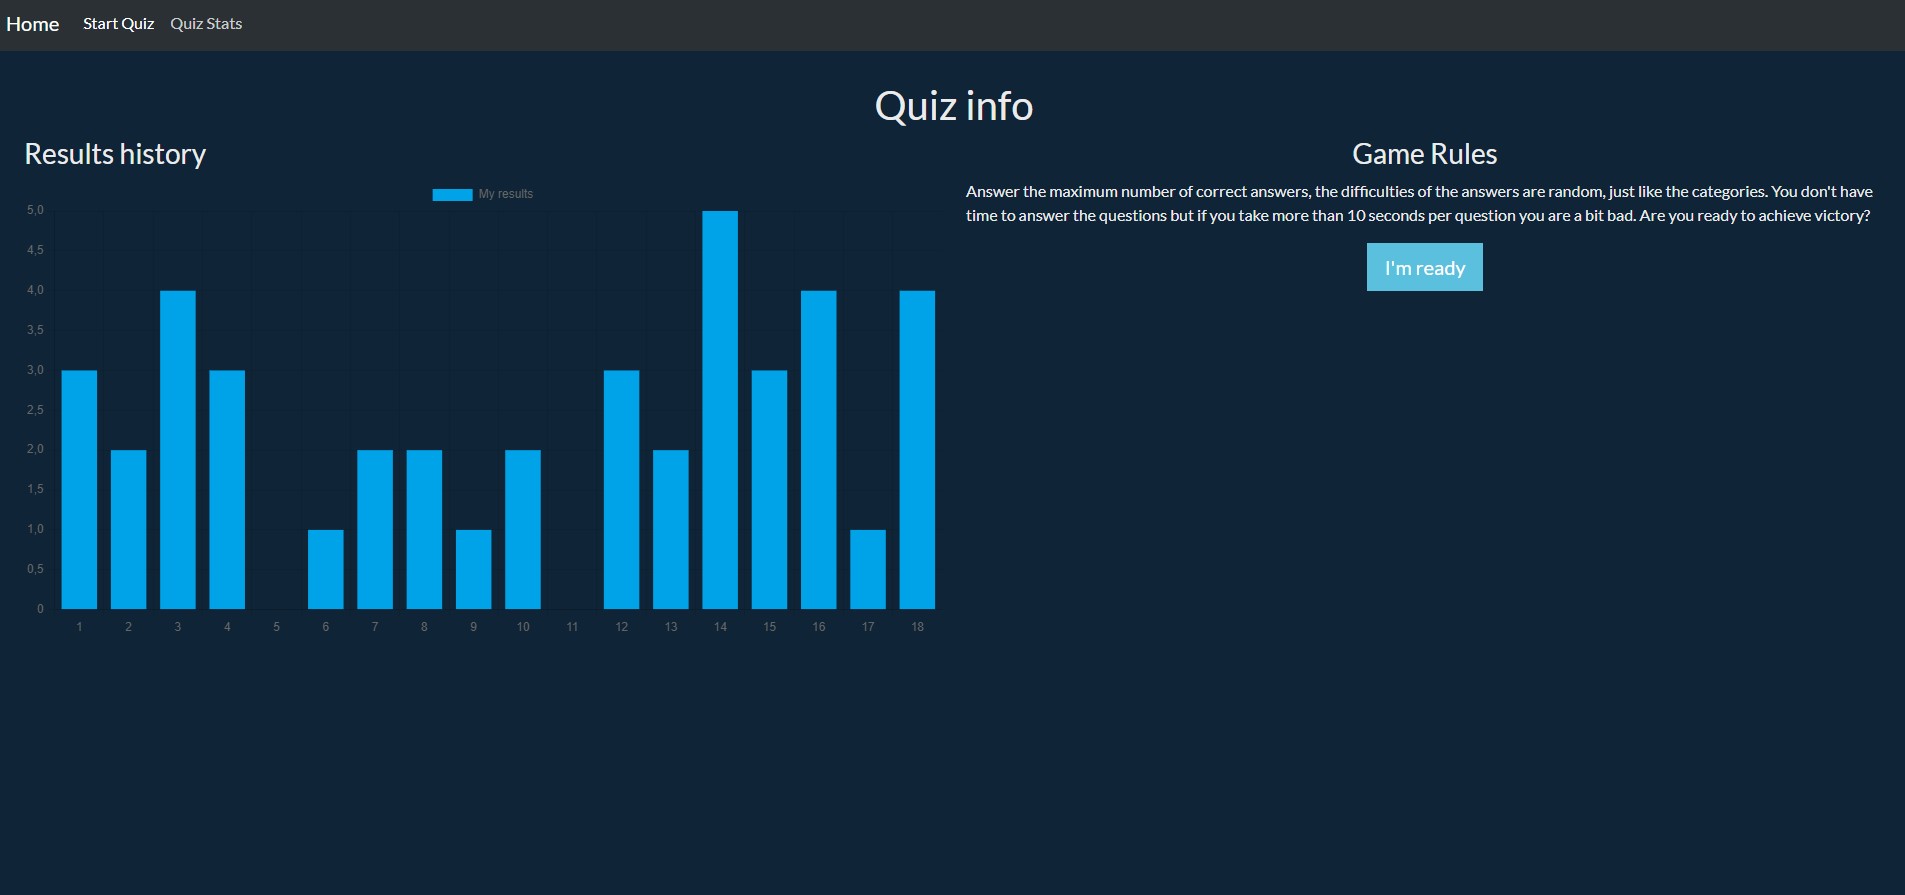 Home Start Quiz Quiz Stats
Quiz info
Results history
My results
5,0
4,5
4,0
3,5
3,0
2,5
2,0
1,5
1,0
0,5
0
1 2 3 4 5 6 7 8 9 10 11 12 13 14 15 16 17 18
Game Rules
Answer the maximum number of correct answers, the difficulties of the answers are random, just like the categories. You don't have
time to answer the questions but if you take more than 10 seconds per question you are a bit bad. Are you ready to achieve victory?
I'm ready